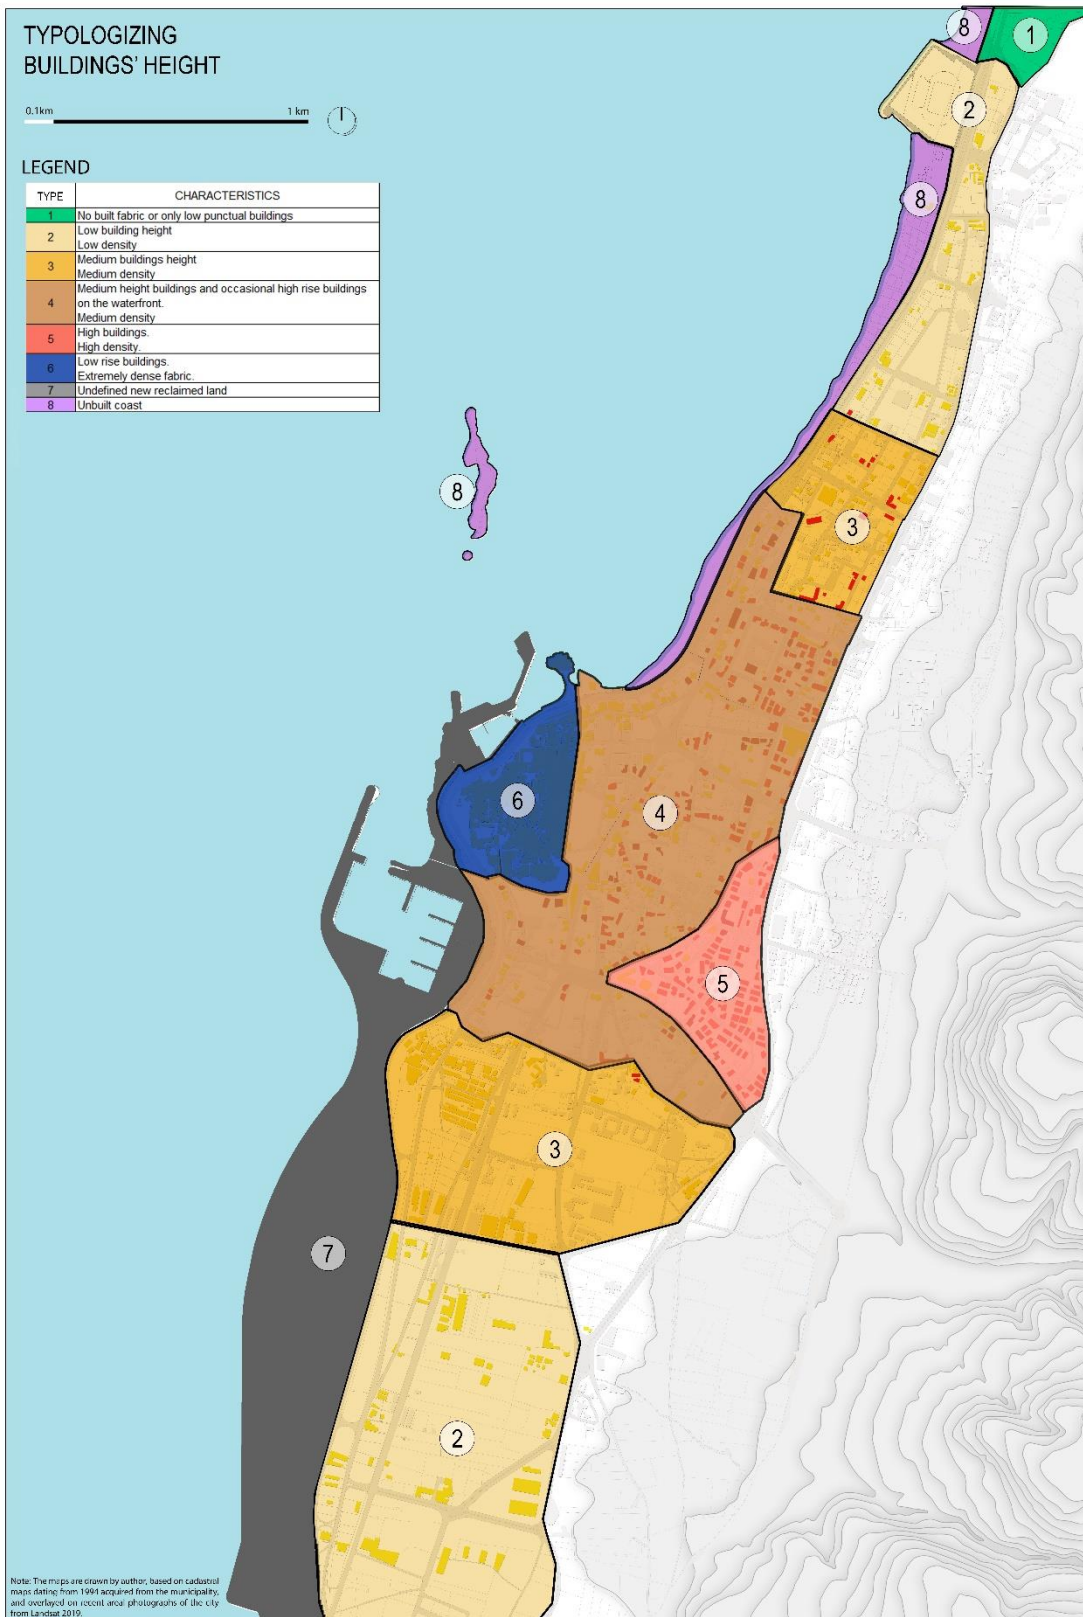 TYPOLOGIZING
BUILDINGS' HEIGHT
0.1km 1 km
LEGEND
TYPE CHARACTERISTICS
1 No built fabric or only low punctual buildings
2 Low building height
Low density
3 Medium buildings height
Medium density
4 Medium height buildings and occasional high rise buildings
on the waterfront.
Medium density
5 High buildings.
High density.
6 Low rise buildings.
Extremely dense fabric.
7 Undefined new reclaimed land
8 Unbuilt coast
8
1
2
8
8
3
6
4
5
3
7
2
Note: The maps are drawn by author, based on cadastral
maps dating from 1994 acquired from the municipality,
and overlayed on recent areal photographs of the city
from Landsat 2019.